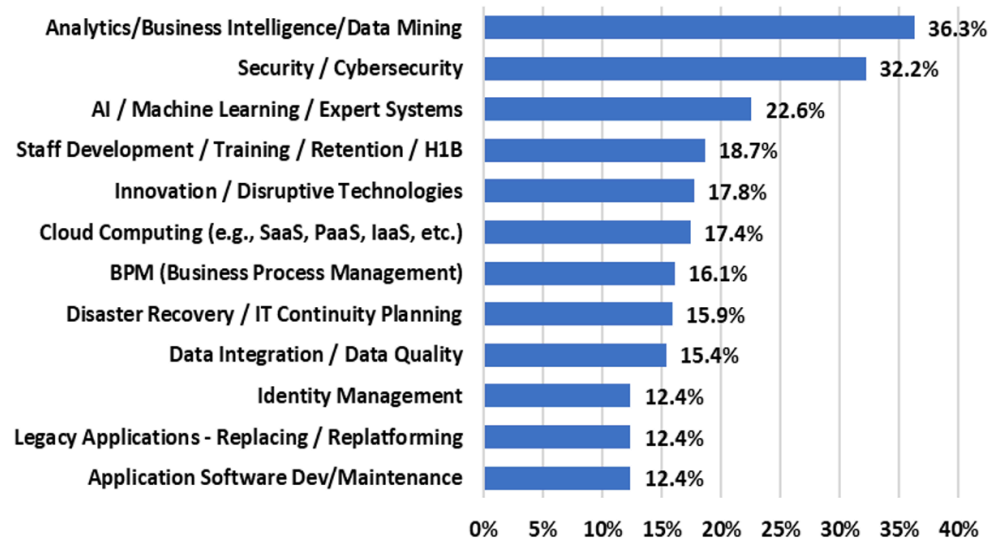 Analytics/Business Intelligence/Data Mining 36.3%
Security / Cybersecurity 32.2%
AI / Machine Learning / Expert Systems 22.6%
Staff Development / Training / Retention / H1B 18.7%
Innovation / Disruptive Technologies 17.8%
Cloud Computing (e.g., SaaS, PaaS, IaaS, etc.) 17.4%
BPM (Business Process Management) 16.1%
Disaster Recovery / IT Continuity Planning 15.9%
Data Integration / Data Quality 15.4%
Identity Management 12.4%
Legacy Applications - Replacing / Replatforming 12.4%
Application Software Dev/Maintenance 12.4%
0% 5% 10% 15% 20% 25% 30% 35% 40%